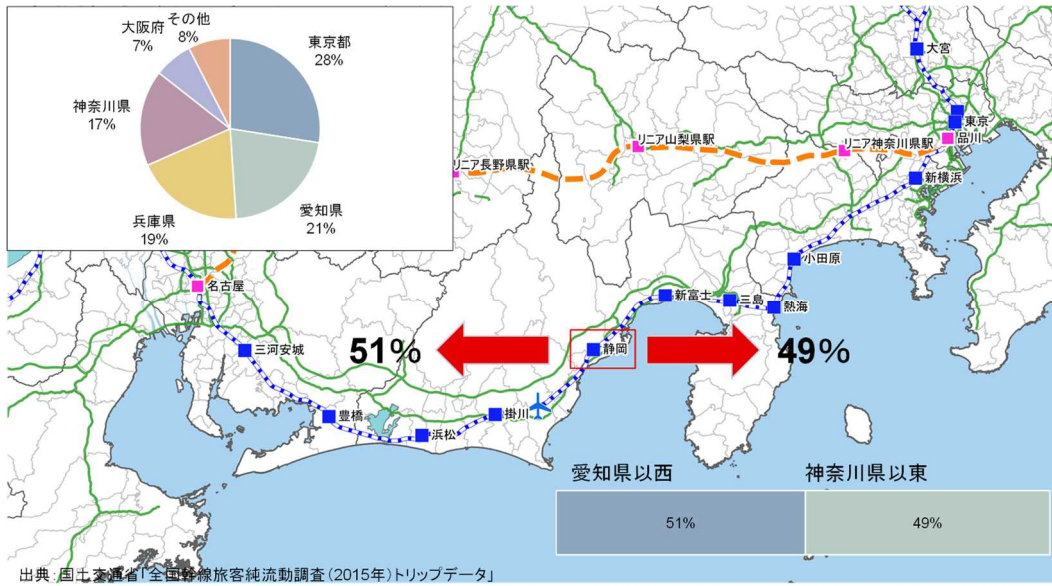 その他
8%
大阪府
7%
東京都
28%
神奈川県
17%
兵庫県
19%
愛知県
21%
大宮
東京
品川
リニア神奈川県駅
リニア山梨県駅
リニア長野県駅
新横浜
小田原
熱海
三島
新富士
静岡
掛川
浜松
豊橋
三河安城
名古屋
51%
49%
愛知県以西
神奈川県以東
51%
49%
出典:国土交通省「全国幹線旅客純流動調査(2015年)トリップデータ」